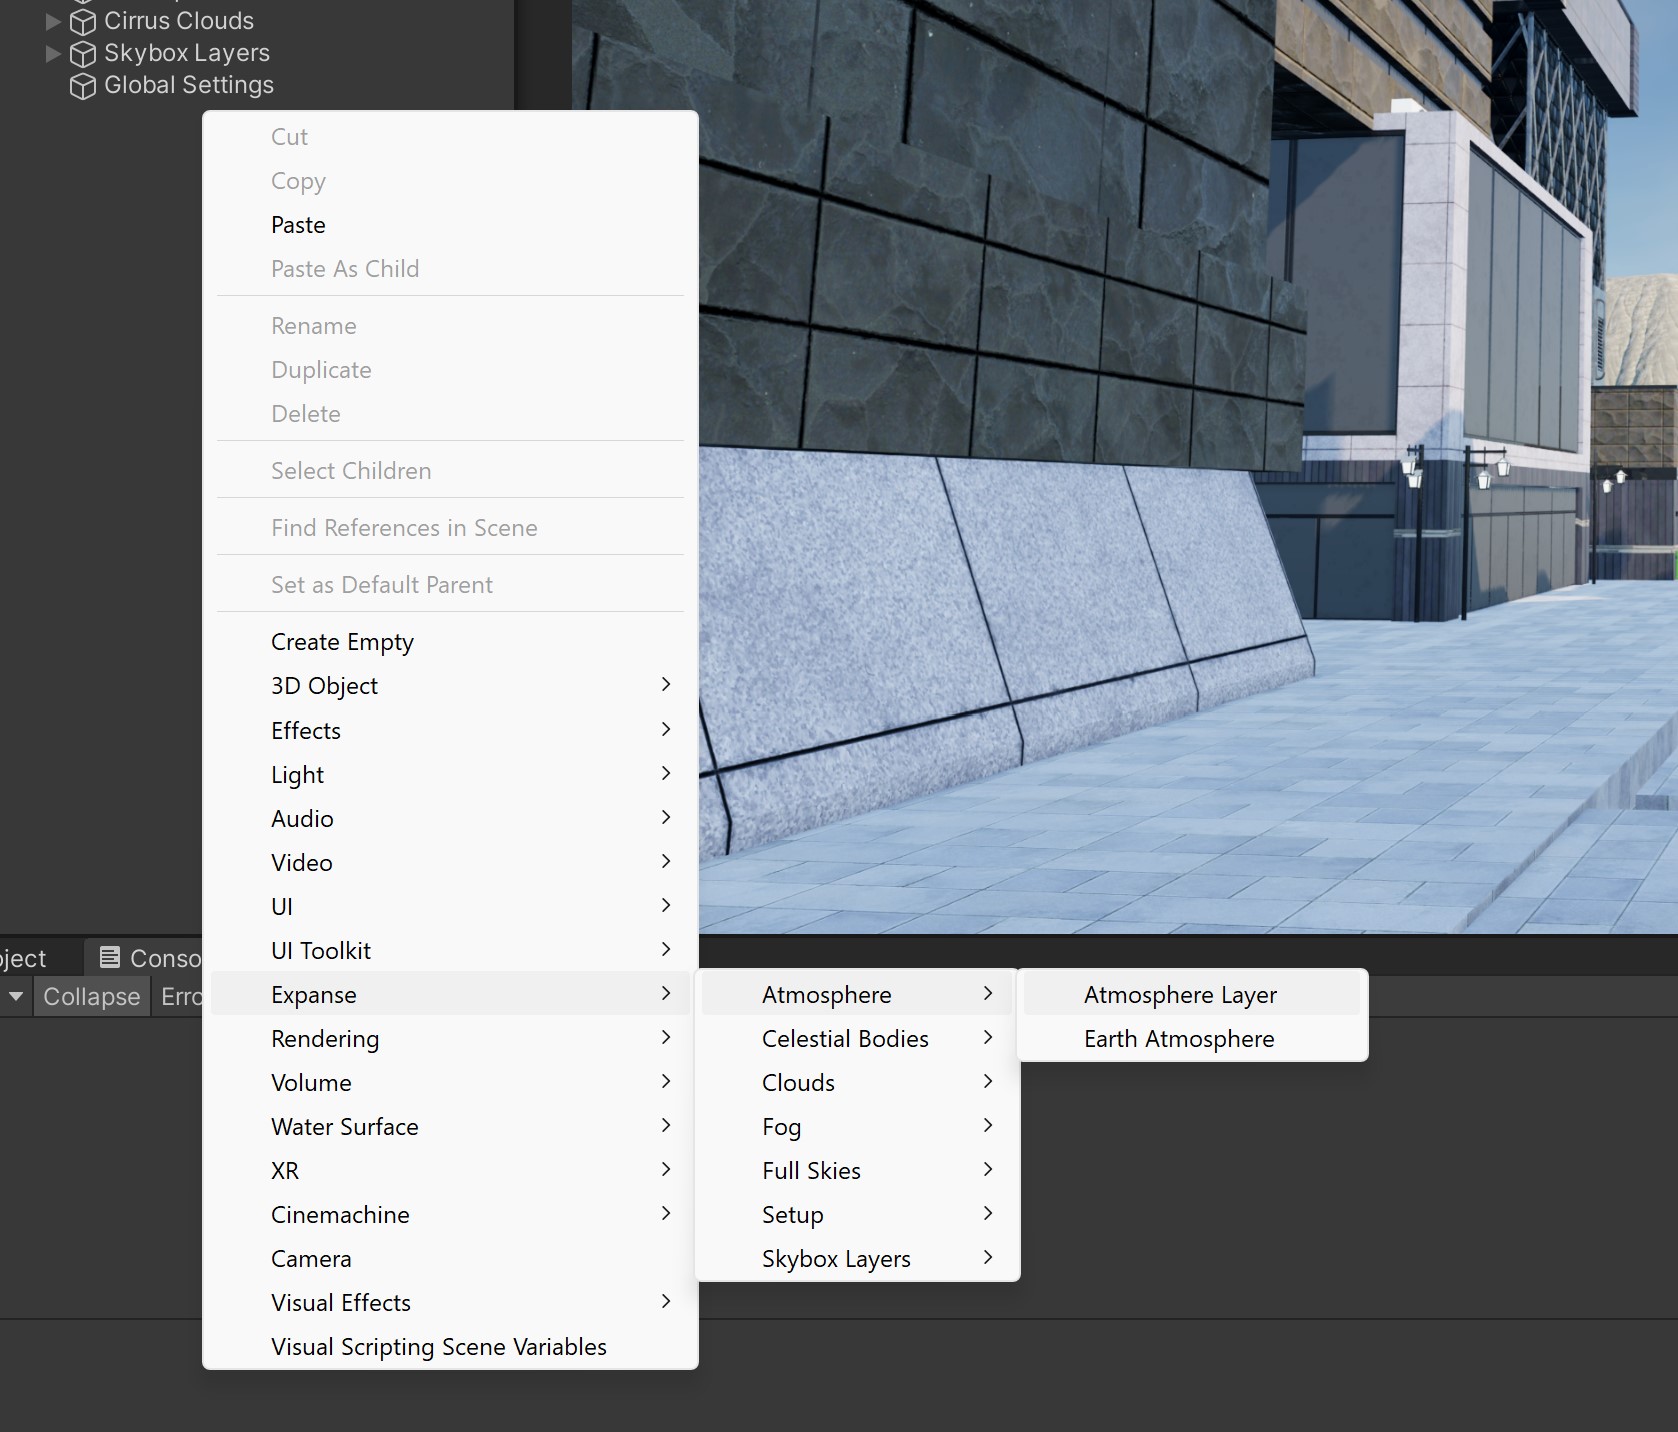 Cirrus Clouds
Skybox Layers
Global Settings
Cut
Copy
Paste
Paste As Child
Rename
Duplicate
Delete
Select Children
Find References in Scene
Set as Default Parent
Create Empty
3D Object
Effects
Light
Audio
Video
UI
UI Toolkit
Expanse
Rendering
Volume
Water Surface
XR
Cinemachine
Camera
Visual Effects
Visual Scripting Scene Variables
Atmosphere
Celestial Bodies
Clouds
Fog
Full Skies
Setup
Skybox Layers
Atmosphere Layer
Earth Atmosphere
ject Conso
Collapse Erro